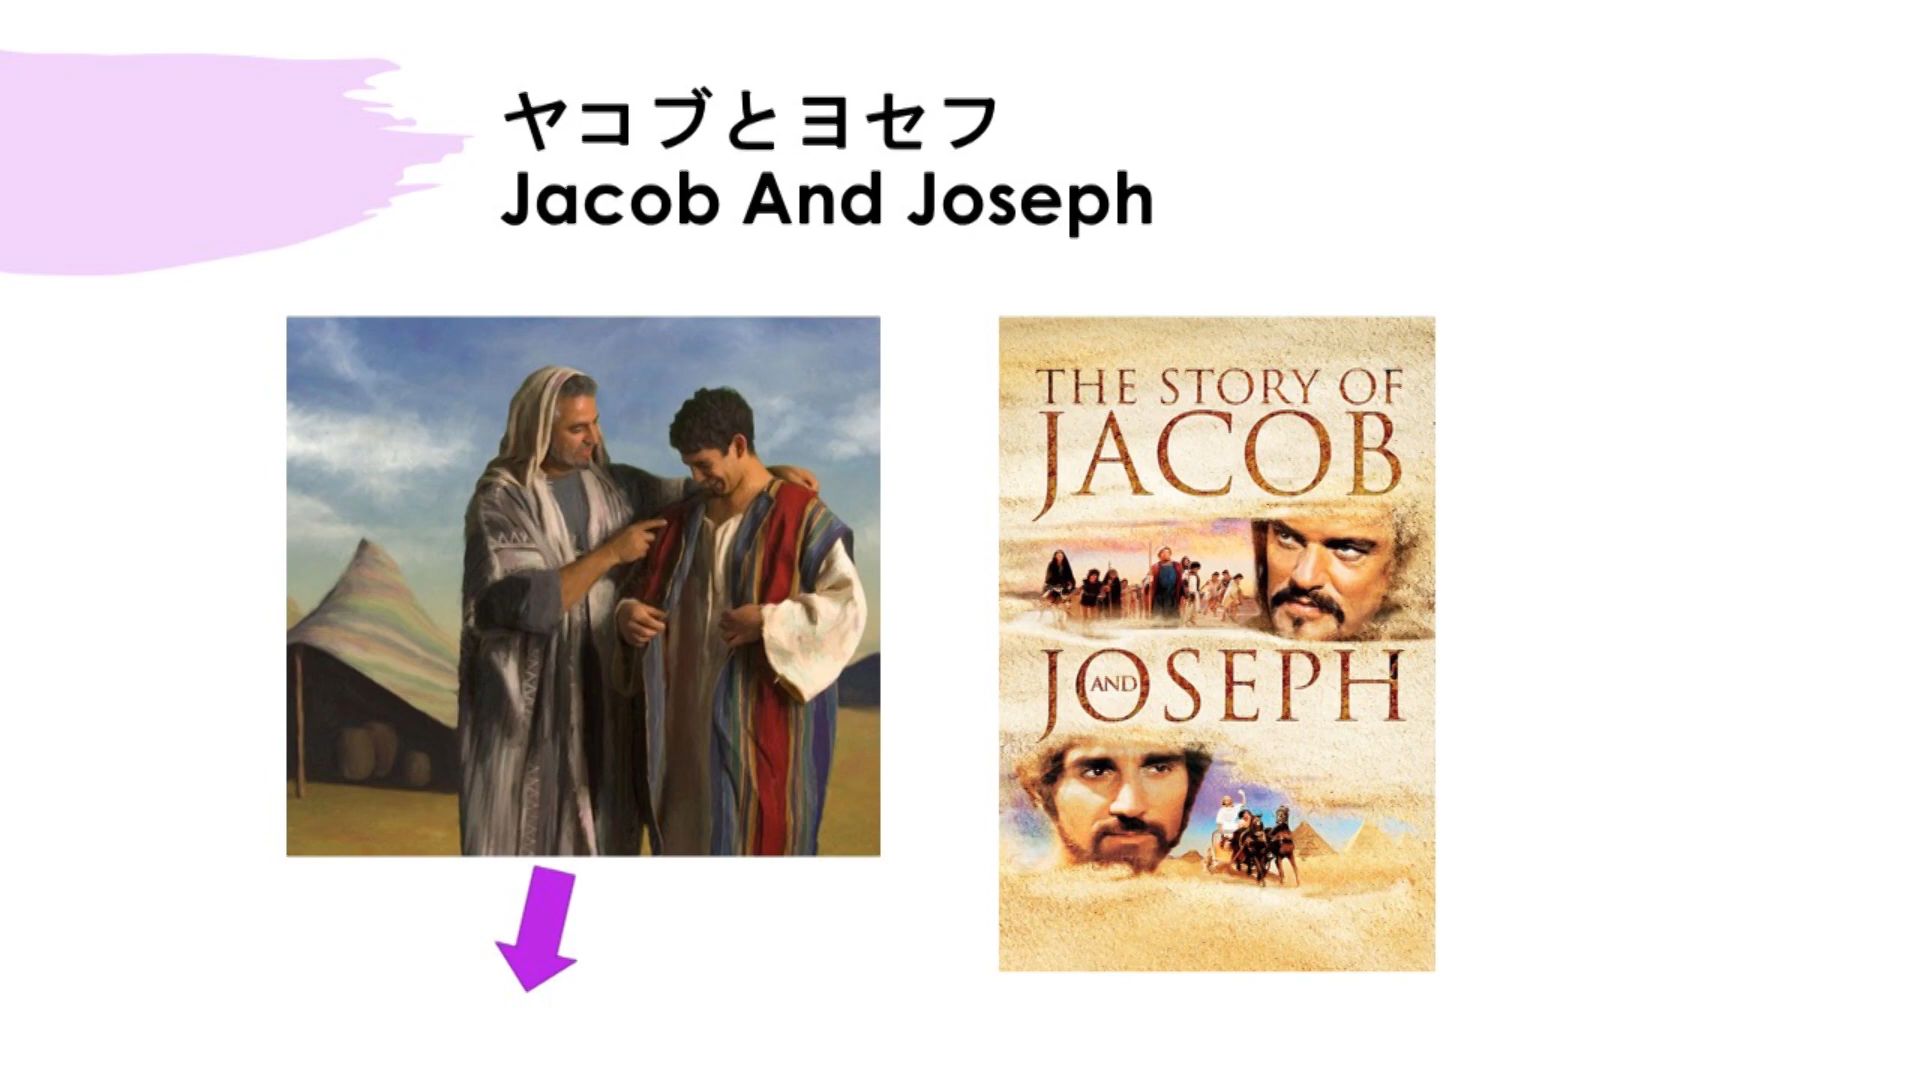 ヤコブとヨセフ
Jacob And Joseph
THE STORY OF
JACOB
AND
JOSEPH